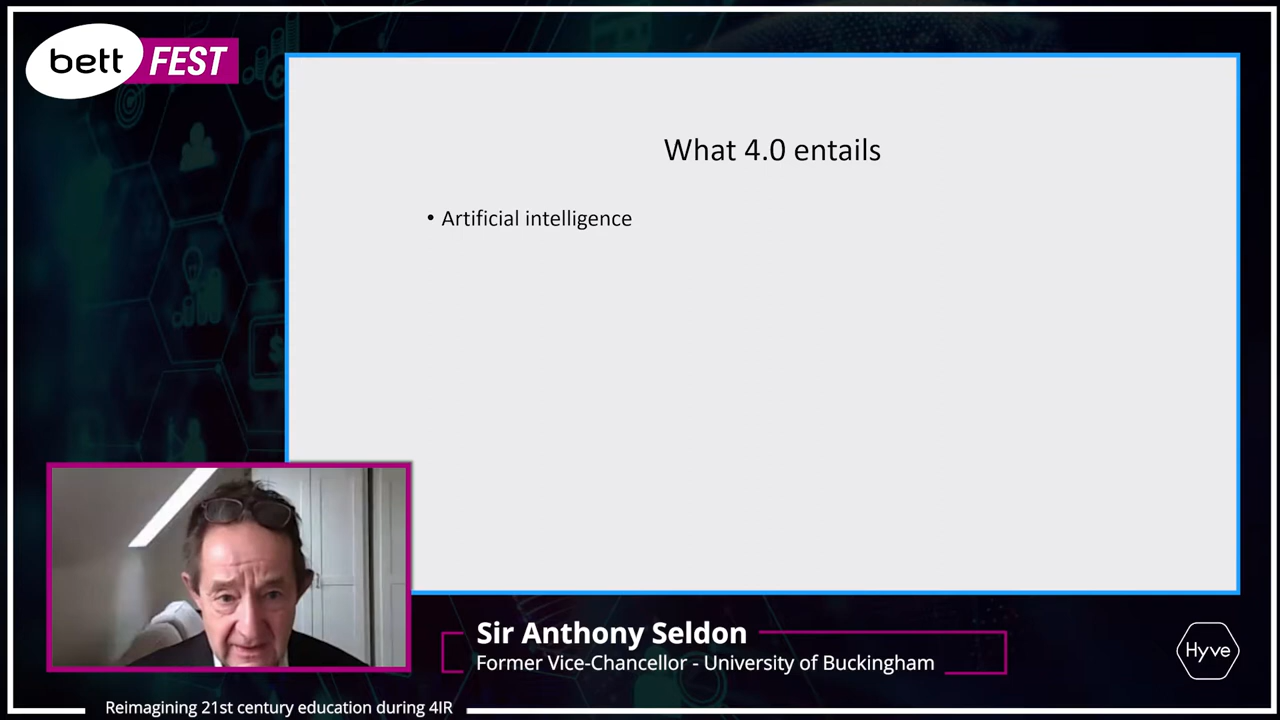 bett FEST
What 4.0 entails
• Artificial intelligence
Sir Anthony Seldon
Former Vice-Chancellor - University of Buckingham
Hyve
Reimagining 21st century education during 4IR